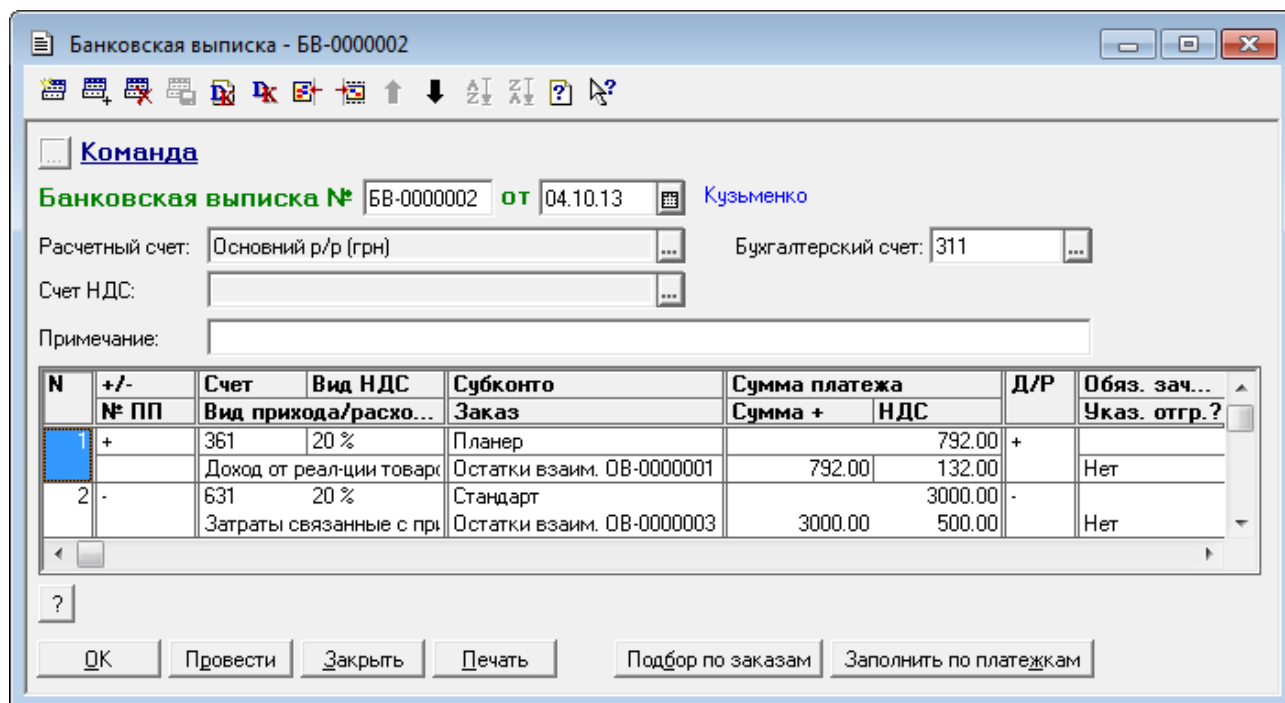 Банковская выписка - БВ-0000002
... Команда
Банковская выписка № БВ-0000002 от 04.10.13 Кузьменко
Расчетный счет: Основний р/р (грн) ... Бухгалтерский счет: 311 ...
Счет НДС: ...
Примечание:
N +/- Счет Вид НДС Субконто Сумма платежа Д/Р Обяз. зач...
№ ПП Вид прихода/расхо... Заказ Сумма + НДС Указ. отгр.?
1 + 361 20 % Планер 792.00 +
Доход от реал-ции товаро Остатки взаим. ОВ-0000001 792.00 132.00 Нет
2 - 631 20 % Стандарт 3000.00 -
Затраты связанные с при Остатки взаим. ОВ-0000003 3000.00 500.00 Нет
?
OK Провести Закрыть Печать Подбор по заказам Заполнить по платежкам